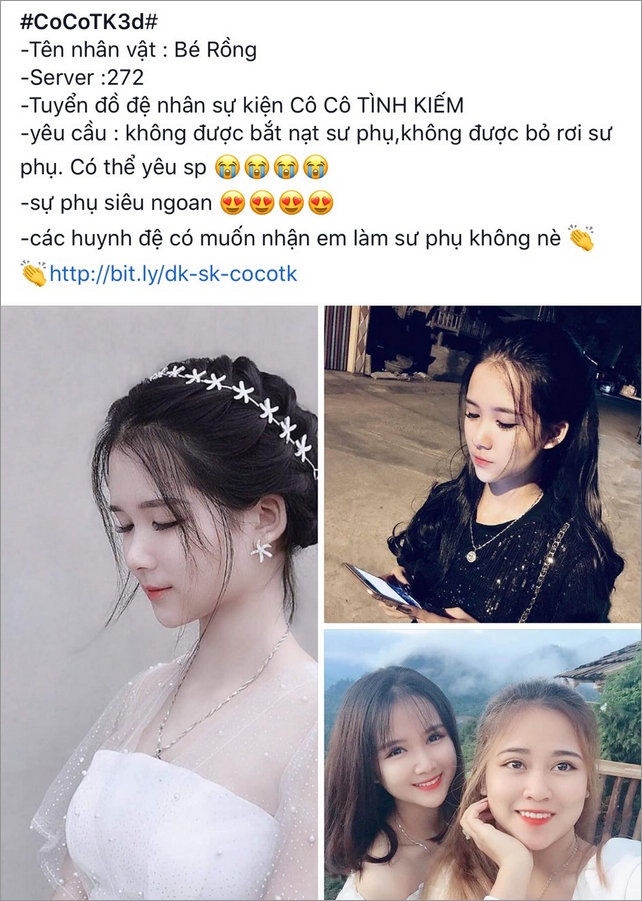 #CoCoTK3d#
-Tên nhân vật : Bé Rồng
-Server :272
-Tuyển đồ đệ nhân sự kiện Cô Cô TÌNH KIẾM
-yêu cầu : không được bắt nạt sư phụ,không được bỏ rơi sư
phụ. Có thể yêu sp 😭😭😭😭
-sự phụ siêu ngoan 😍😍😍😍
-các huynh đệ có muốn nhận em làm sư phụ không nè 👏
👏http://bit.ly/dk-sk-cocotk